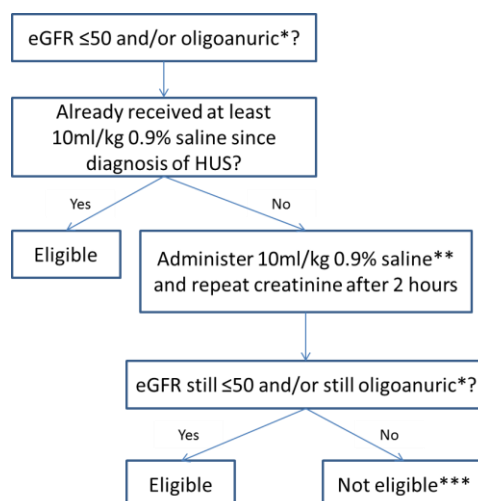 eGFR ≤50 and/or oligoanuric*?
Already received at least
10ml/kg 0.9% saline since
diagnosis of HUS?
Yes
No
Eligible
Administer 10ml/kg 0.9% saline**
and repeat creatinine after 2 hours
eGFR still ≤50 and/or still oligoanuric*?
Yes
No
Eligible
Not eligible***